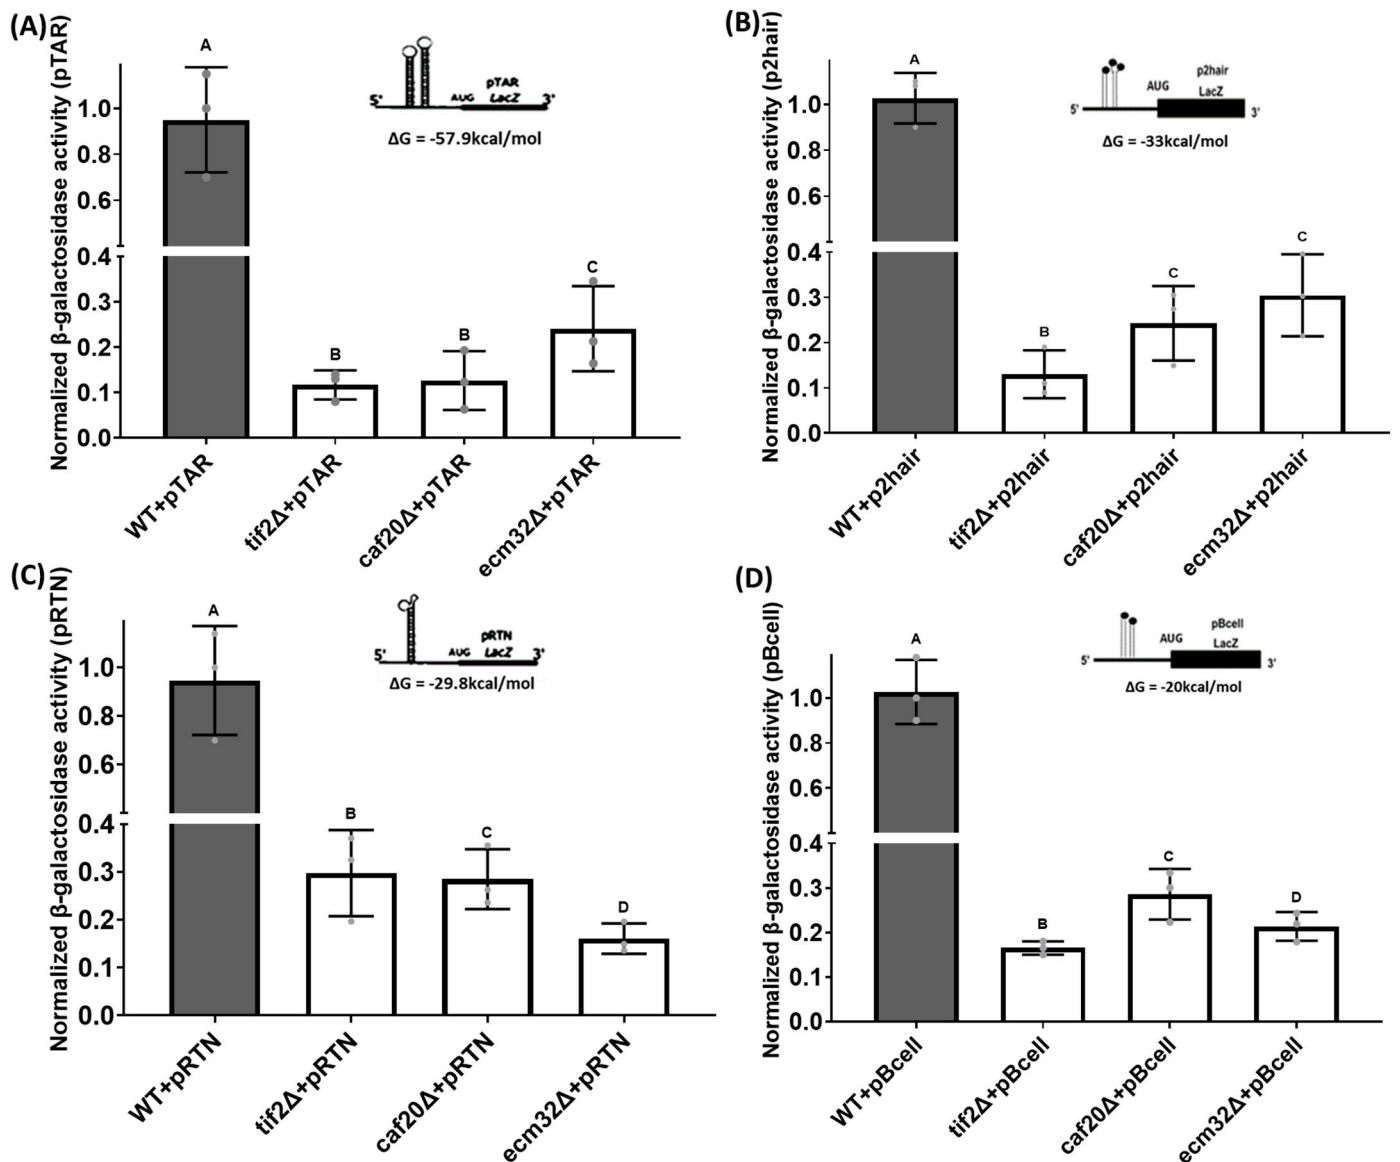 (A)
Normalized β-galactosidase activity (pTAR)
1.0
0.8
0.6
0.4
0.3
0.2
0.1
0.0
A
B
B
C
5' AUG pTAR LacZ 3'
ΔG = -57.9kcal/mol
WT+pTAR
tif2Δ+pTAR
caf20Δ+pTAR
ecm32Δ+pTAR
(B)
Normalized β-galactosidase activity (p2hair)
1.0
0.8
0.6
0.4
0.3
0.2
0.1
0.0
A
B
C
C
5' AUG p2hair LacZ 3'
ΔG = -33kcal/mol
WT+p2hair
tif2Δ+p2hair
caf20Δ+p2hair
ecm32Δ+p2hair
(C)
Normalized β-galactosidase activity (pRTN)
1.0
0.8
0.6
0.4
0.3
0.2
0.1
0.0
A
B
C
D
5' AUG pRTN LacZ 3'
ΔG = -29.8kcal/mol
WT+pRTN
tif2Δ+pRTN
caf20Δ+pRTN
ecm32Δ+pRTN
(D)
Normalized β-galactosidase activity (pBcell)
1.0
0.8
0.6
0.4
0.3
0.2
0.1
0.0
A
B
C
D
5' AUG pBcell LacZ 3'
ΔG = -20kcal/mol
WT+pBcell
tif2Δ+pBcell
caf20Δ+pBcell
ecm32Δ+pBcell